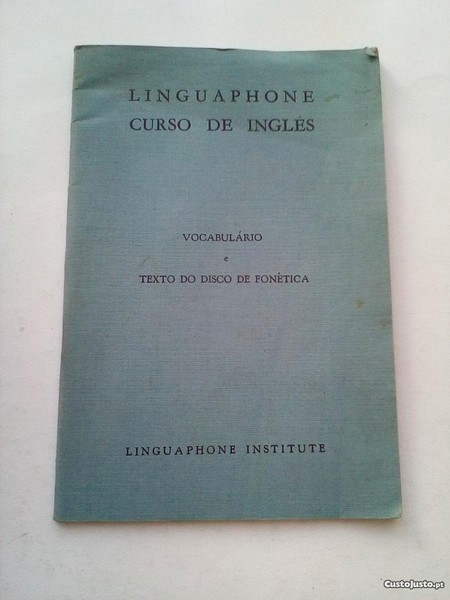 LINGUAPHONE
CURSO DE INGLÊS
VOCABULÁRIO
e
TEXTO DO DISCO DE FONÉTICA
LINGUAPHONE INSTITUTE
Custojusto.pt